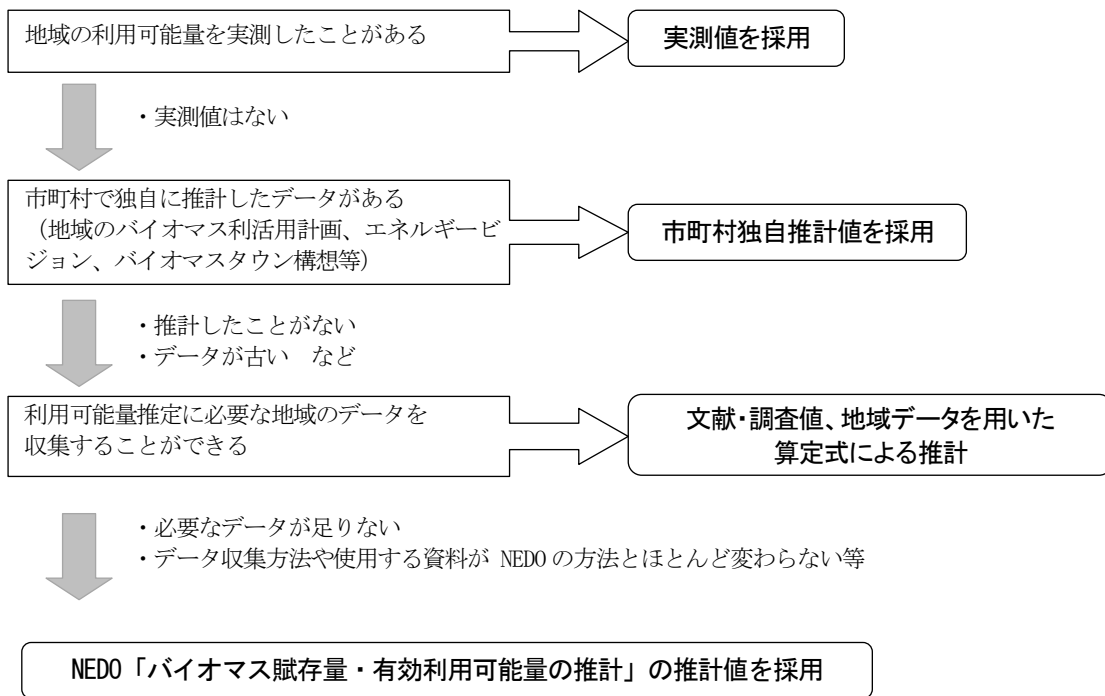 地域の利用可能量を実測したことがある
実測値を採用
・実測値はない
市町村で独自に推計したデータがある
（地域のバイオマス利活用計画、エネルギービ
ジョン、バイオマスタウン構想等）
市町村独自推計値を採用
・推計したことがない
・データが古い　など
利用可能量推定に必要な地域のデータを
収集することができる
文献・調査値、地域データを用いた
算定式による推計
・必要なデータが足りない
・データ収集方法や使用する資料が NEDO の方法とほとんど変わらない等
NEDO「バイオマス賦存量・有効利用可能量の推計」の推計値を採用